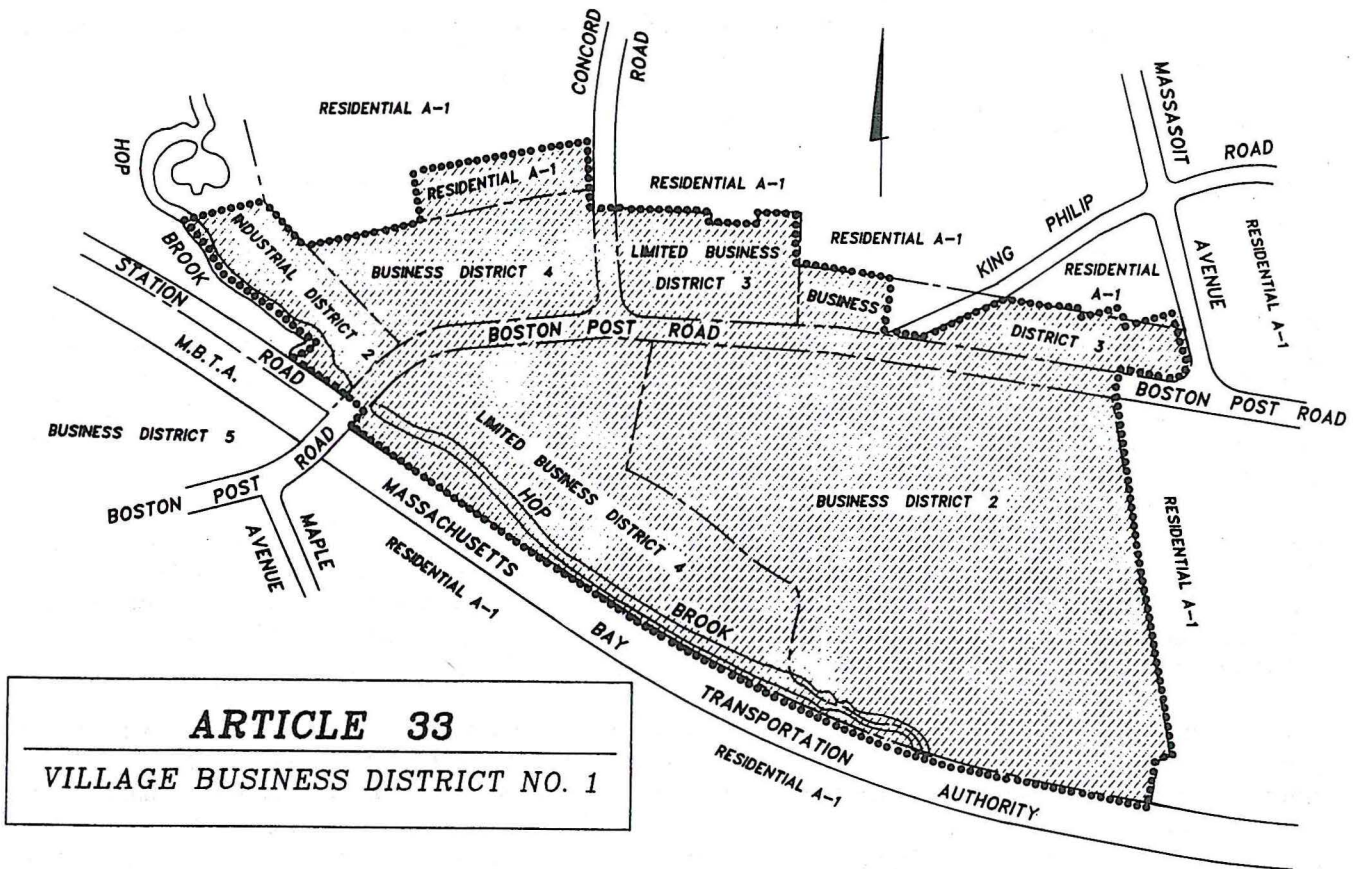 CONCORD
ROAD
RESIDENTIAL A-1
HOP
BROOK
RESIDENTIAL A-1
RESIDENTIAL A-1
MASSASOIT
AVENUE
ROAD
PHILIP
KING
RESIDENTIAL A-1
RESIDENTIAL
A-1
RESIDENTIAL A-1
INDUSTRIAL DISTRICT 2
BUSINESS DISTRICT 4
LIMITED BUSINESS
DISTRICT 3
BUSINESS
DISTRICT 3
STATION
ROAD
M.B.T.A.
BOSTON POST ROAD
BOSTON POST ROAD
BUSINESS DISTRICT 5
BOSTON POST ROAD
MAPLE
AVENUE
LIMITED BUSINESS DISTRICT 4
HOP
BROOK
BUSINESS DISTRICT 2
RESIDENTIAL A-1
MASSACHUSETTS BAY TRANSPORTATION AUTHORITY
RESIDENTIAL A-1
RESIDENTIAL A-1
ARTICLE 33
VILLAGE BUSINESS DISTRICT NO. 1